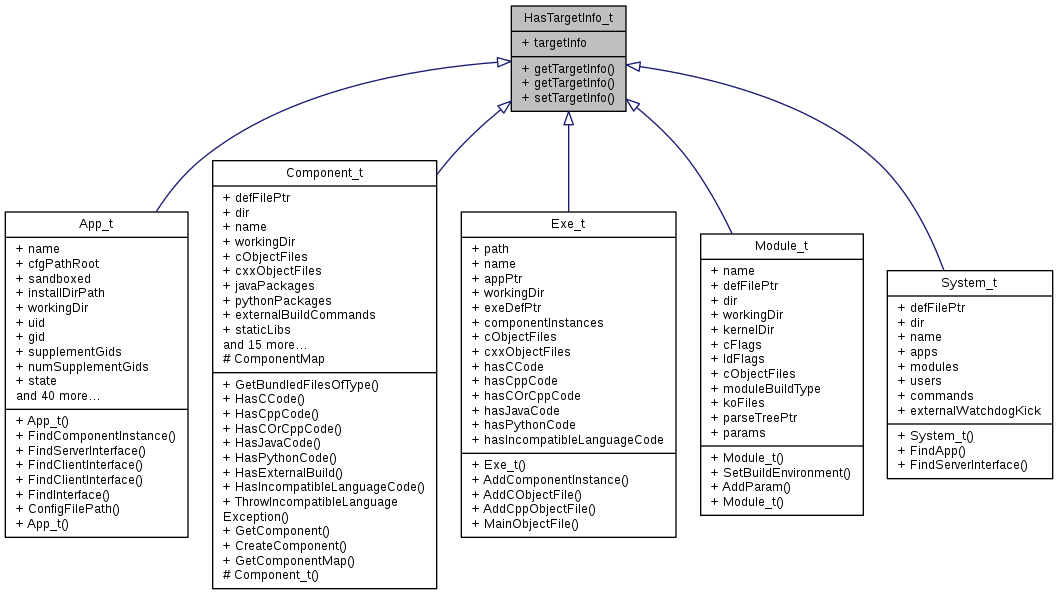 HasTargetInfo_t
+ targetInfo
+ getTargetInfo()
+ getTargetInfo()
+ setTargetInfo()
App_t
+ name
+ cfgPathRoot
+ sandboxed
+ installDirPath
+ workingDir
+ uid
+ gid
+ supplementGids
+ numSupplementGids
+ state
and 40 more...
+ App_t()
+ FindComponentInstance()
+ FindServerInterface()
+ FindClientInterface()
+ FindClientInterface()
+ FindInterface()
+ ConfigFilePath()
+ App_t()
Component_t
+ defFilePtr
+ dir
+ name
+ workingDir
+ cObjectFiles
+ cxxObjectFiles
+ javaPackages
+ pythonPackages
+ externalBuildCommands
+ staticLibs
and 15 more...
# ComponentMap
+ GetBundledFilesOfType()
+ HasCCode()
+ HasCppCode()
+ HasCOrCppCode()
+ HasJavaCode()
+ HasPythonCode()
+ HasExternalBuild()
+ HasIncompatibleLanguageCode()
+ ThrowIncompatibleLanguage
Exception()
+ GetComponent()
+ CreateComponent()
+ GetComponentMap()
# Component_t()
Exe_t
+ path
+ name
+ appPtr
+ workingDir
+ exeDefPtr
+ componentInstances
+ cObjectFiles
+ cxxObjectFiles
+ hasCCode
+ hasCppCode
+ hasCOrCppCode
+ hasJavaCode
+ hasPythonCode
+ hasIncompatibleLanguageCode
+ Exe_t()
+ AddComponentInstance()
+ AddCObjectFile()
+ AddCppObjectFile()
+ MainObjectFile()
Module_t
+ name
+ defFilePtr
+ dir
+ workingDir
+ kernelDir
+ cFlags
+ ldFlags
+ cObjectFiles
+ moduleBuildType
+ koFiles
+ parseTreePtr
+ params
+ Module_t()
+ SetBuildEnvironment()
+ AddParam()
+ Module_t()
System_t
+ defFilePtr
+ dir
+ name
+ apps
+ modules
+ users
+ commands
+ externalWatchdogKick
+ System_t()
+ FindApp()
+ FindServerInterface()